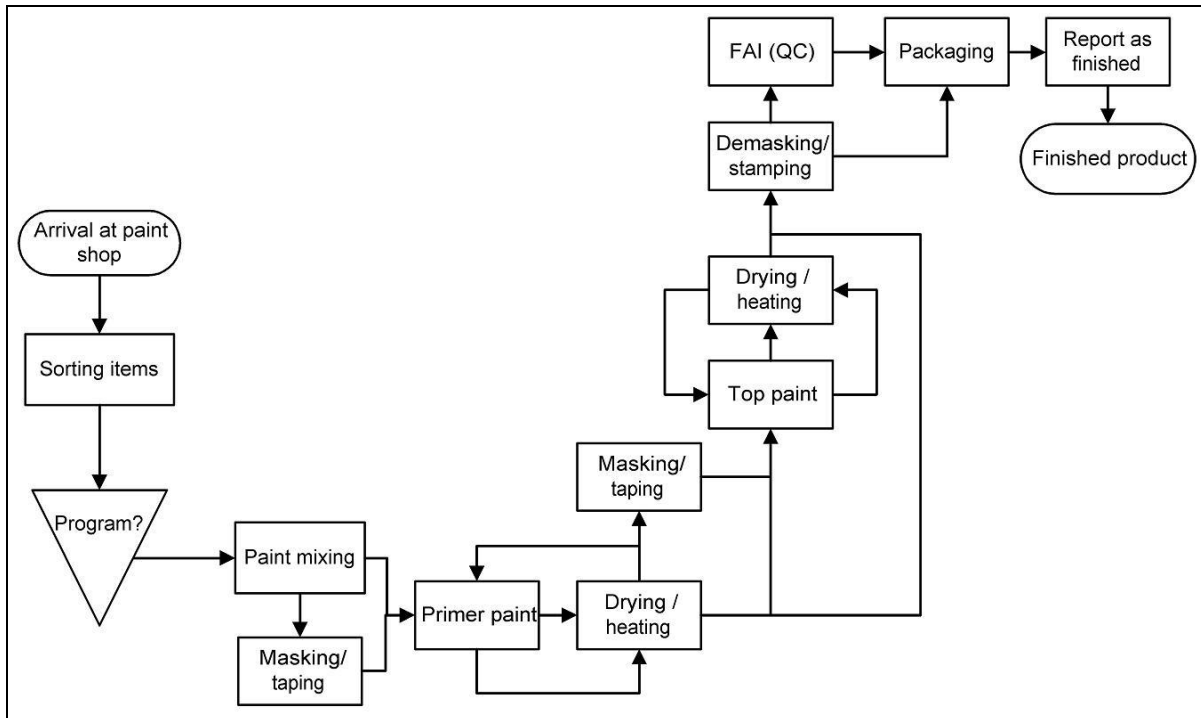 Arrival at paint
shop
Sorting items
Program?
Paint mixing
Masking/
taping
Primer paint
Drying /
heating
Masking/
taping
Top paint
Drying /
heating
Demasking/
stamping
FAI (QC)
Packaging
Report as
finished
Finished product